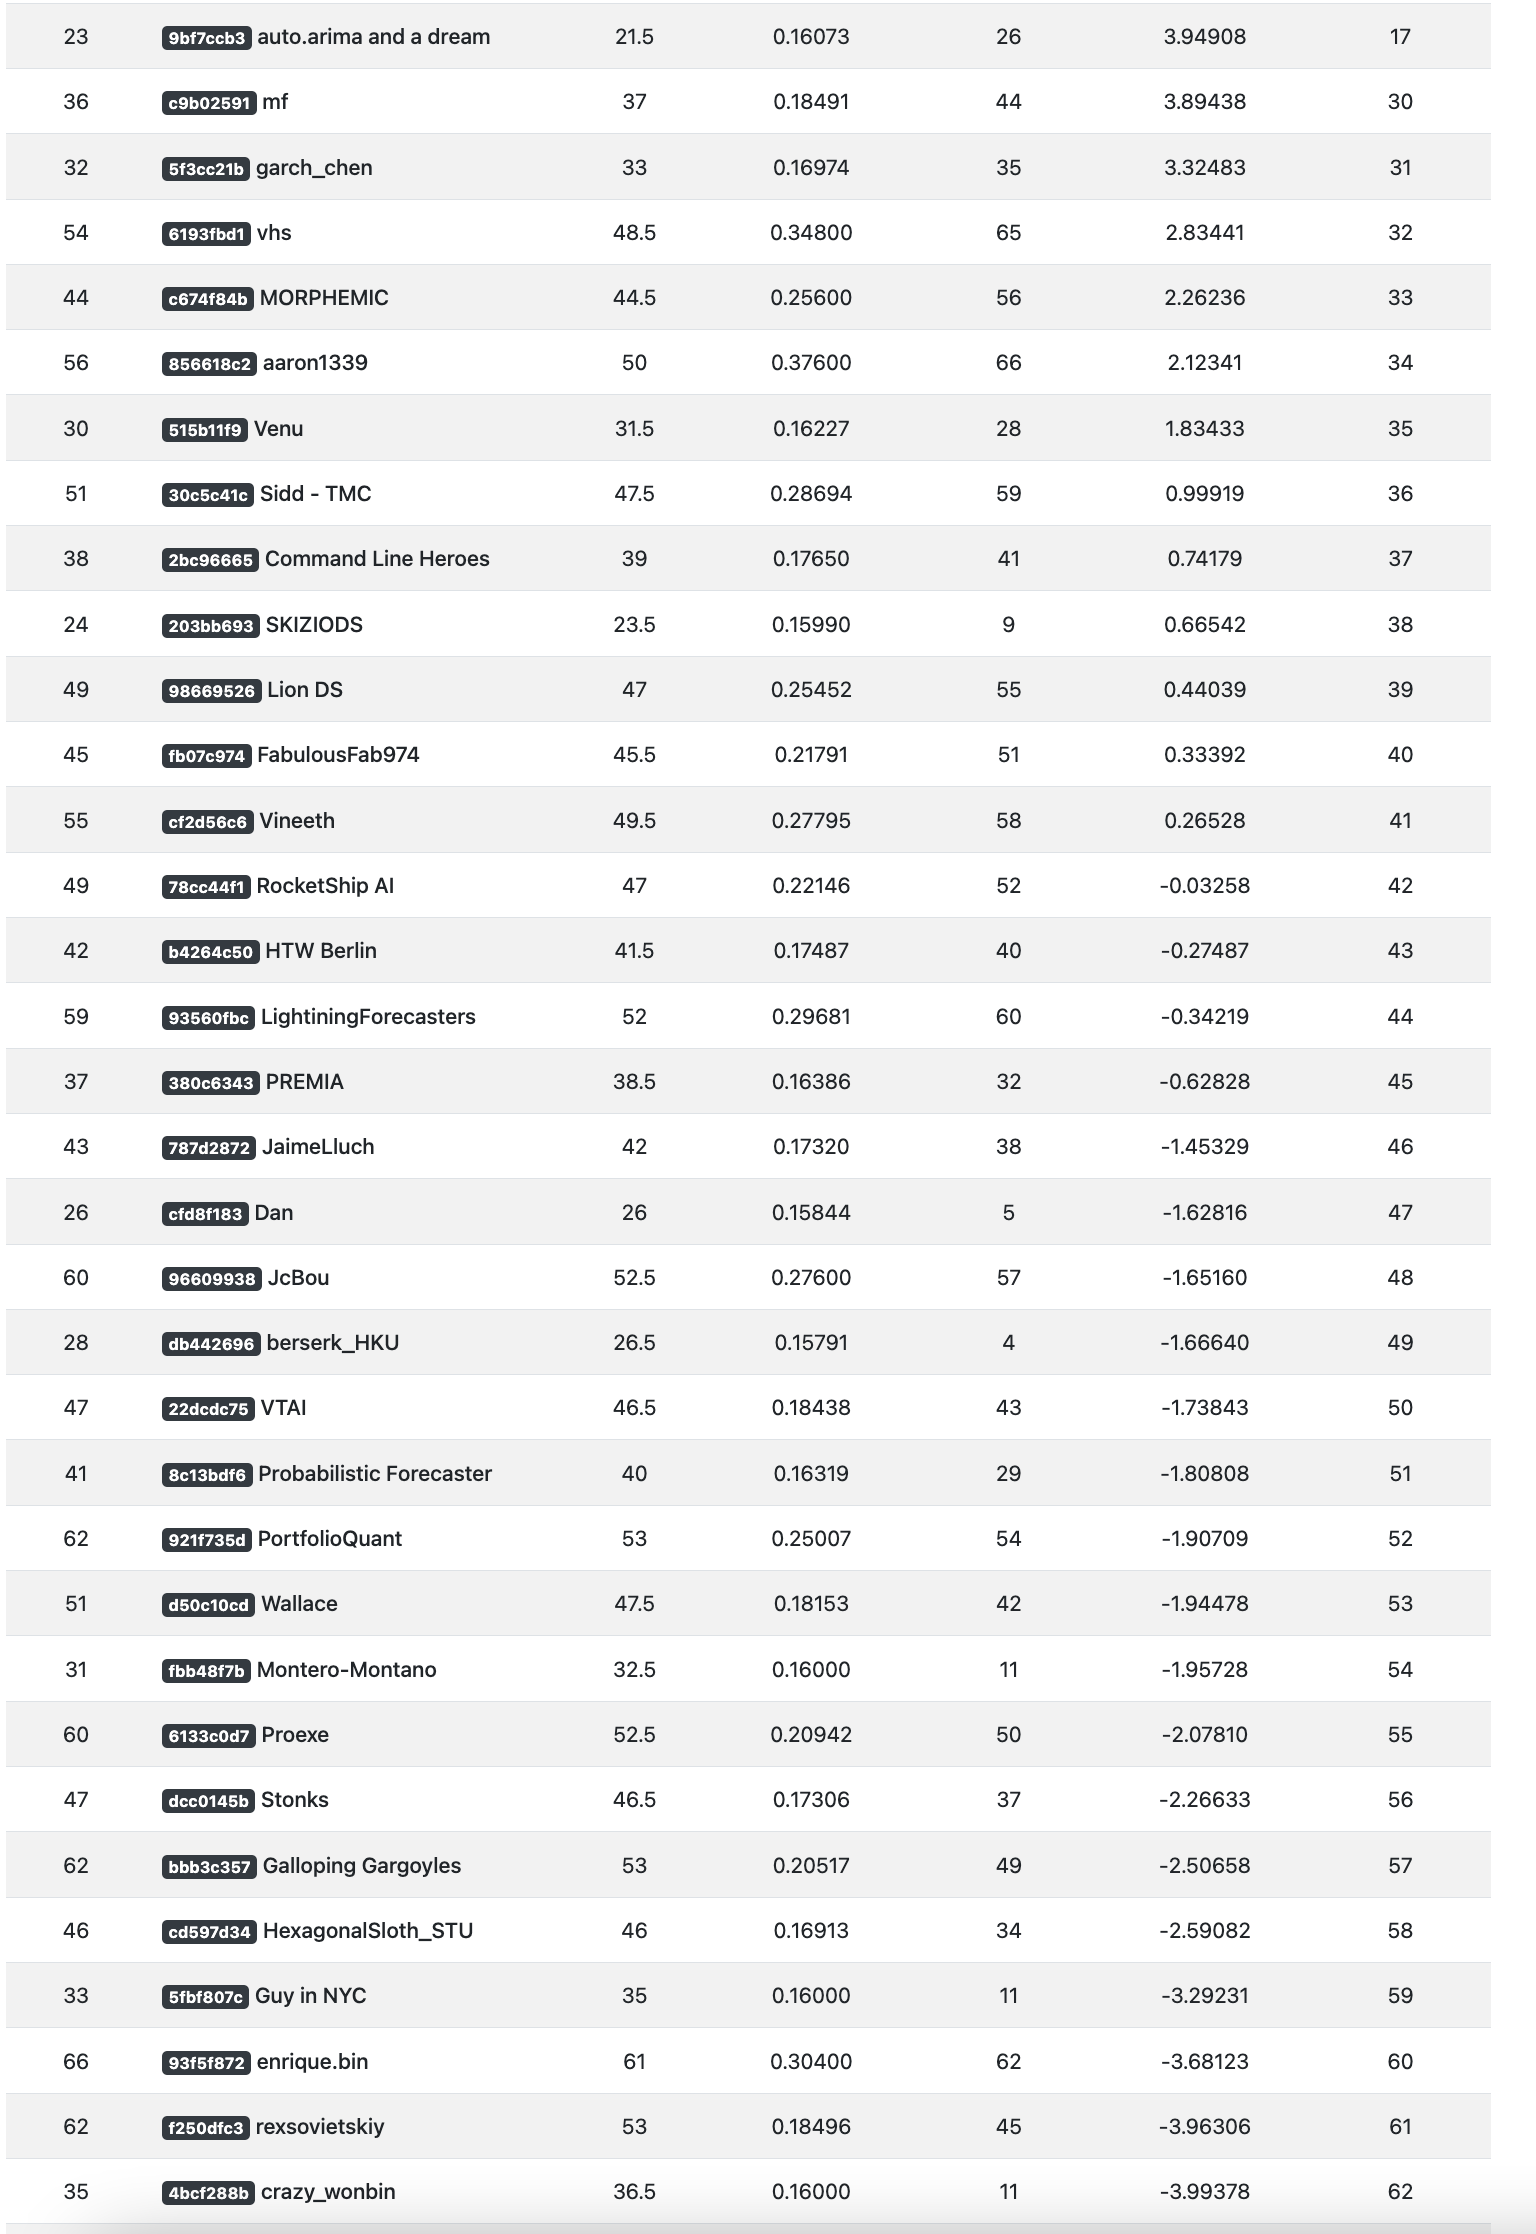 23 9bf7ccb3 auto.arima and a dream 21.5 0.16073 26 3.94908 17
36 c9b02591 mf 37 0.18491 44 3.89438 30
32 5f3cc21b garch_chen 33 0.16974 35 3.32483 31
54 6193fbd1 vhs 48.5 0.34800 65 2.83441 32
44 c674f84b MORPHEMIC 44.5 0.25600 56 2.26236 33
56 856618c2 aaron1339 50 0.37600 66 2.12341 34
30 515b11f9 Venu 31.5 0.16227 28 1.83433 35
51 30c5c41c Sidd - TMC 47.5 0.28694 59 0.99919 36
38 2bc96665 Command Line Heroes 39 0.17650 41 0.74179 37
24 203bb693 SKIZIODS 23.5 0.15990 9 0.66542 38
49 98669526 Lion DS 47 0.25452 55 0.44039 39
45 fb07c974 FabulousFab974 45.5 0.21791 51 0.33392 40
55 cf2d56c6 Vineeth 49.5 0.27795 58 0.26528 41
49 78cc44f1 RocketShip AI 47 0.22146 52 -0.03258 42
42 b4264c50 HTW Berlin 41.5 0.17487 40 -0.27487 43
59 93560fbc LightiningForecasters 52 0.29681 60 -0.34219 44
37 380c6343 PREMIA 38.5 0.16386 32 -0.62828 45
43 787d2872 JaimeLluch 42 0.17320 38 -1.45329 46
26 cfd8f183 Dan 26 0.15844 5 -1.62816 47
60 96609938 JcBou 52.5 0.27600 57 -1.65160 48
28 db442696 berserk_HKU 26.5 0.15791 4 -1.66640 49
47 22dcdc75 VTAI 46.5 0.18438 43 -1.73843 50
41 8c13bdf6 Probabilistic Forecaster 40 0.16319 29 -1.80808 51
62 921f735d PortfolioQuant 53 0.25007 54 -1.90709 52
51 d50c10cd Wallace 47.5 0.18153 42 -1.94478 53
31 fbb48f7b Montero-Montano 32.5 0.16000 11 -1.95728 54
60 6133c0d7 Proexe 52.5 0.20942 50 -2.07810 55
47 dcc0145b Stonks 46.5 0.17306 37 -2.26633 56
62 bbb3c357 Galloping Gargoyles 53 0.20517 49 -2.50658 57
46 cd597d34 HexagonalSloth_STU 46 0.16913 34 -2.59082 58
33 5fbf807c Guy in NYC 35 0.16000 11 -3.29231 59
66 93f5f872 enrique.bin 61 0.30400 62 -3.68123 60
62 f250dfc3 rexsovietskiy 53 0.18496 45 -3.96306 61
35 4bcf288b crazy_wonbin 36.5 0.16000 11 -3.99378 62